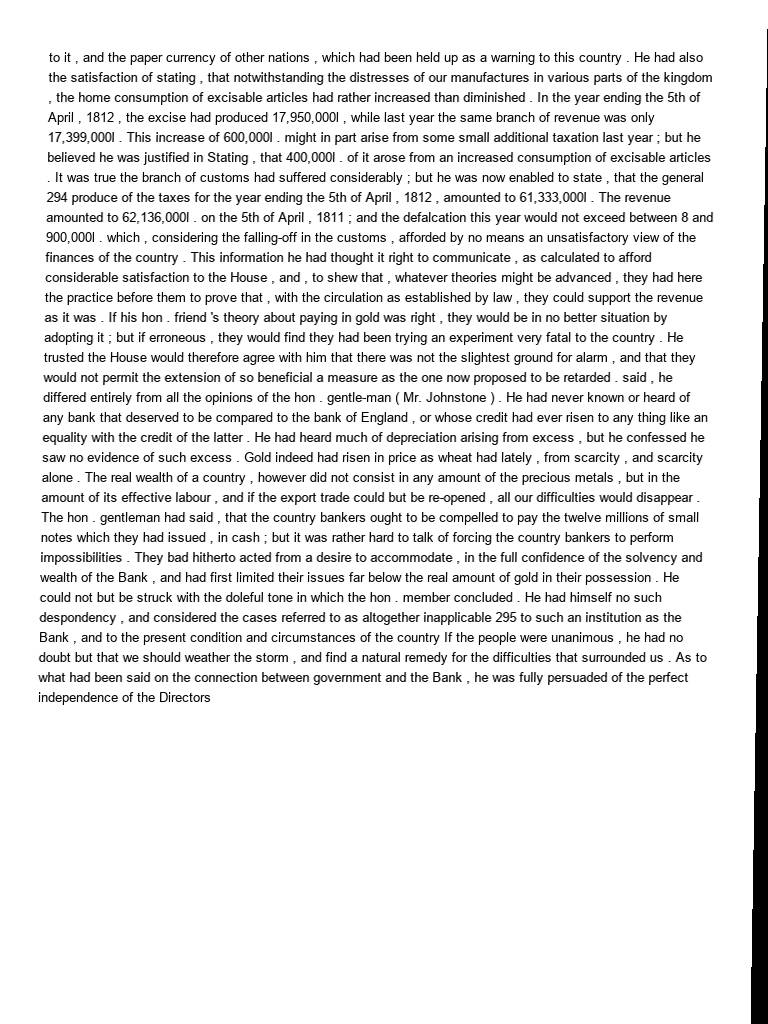 to it , and the paper currency of other nations , which had been held up as a warning to this country . He had also
the satisfaction of stating , that notwithstanding the distresses of our manufactures in various parts of the kingdom
, the home consumption of excisable articles had rather increased than diminished . In the year ending the 5th of
April , 1812 , the excise had produced 17,950,000l , while last year the same branch of revenue was only
17,399,000l . This increase of 600,000l . might in part arise from some small additional taxation last year ; but he
believed he was justified in Stating , that 400,000l . of it arose from an increased consumption of excisable articles
. It was true the branch of customs had suffered considerably ; but he was now enabled to state , that the general
294 produce of the taxes for the year ending the 5th of April , 1812 , amounted to 61,333,000l . The revenue
amounted to 62,136,000l . on the 5th of April , 1811 ; and the defalcation this year would not exceed between 8 and
900,000l . which , considering the falling-off in the customs , afforded by no means an unsatisfactory view of the
finances of the country . This information he had thought it right to communicate , as calculated to afford
considerable satisfaction to the House , and , to shew that , whatever theories might be advanced , they had here
the practice before them to prove that , with the circulation as established by law , they could support the revenue
as it was . If his hon . friend 's theory about paying in gold was right , they would be in no better situation by
adopting it ; but if erroneous , they would find they had been trying an experiment very fatal to the country . He
trusted the House would therefore agree with him that there was not the slightest ground for alarm , and that they
would not permit the extension of so beneficial a measure as the one now proposed to be retarded . said , he
differed entirely from all the opinions of the hon . gentle-man ( Mr. Johnstone ) . He had never known or heard of
any bank that deserved to be compared to the bank of England , or whose credit had ever risen to any thing like an
equality with the credit of the latter . He had heard much of depreciation arising from excess , but he confessed he
saw no evidence of such excess . Gold indeed had risen in price as wheat had lately , from scarcity , and scarcity
alone . The real wealth of a country , however did not consist in any amount of the precious metals , but in the
amount of its effective labour , and if the export trade could but be re-opened , all our difficulties would disappear .
The hon . gentleman had said , that the country bankers ought to be compelled to pay the twelve millions of small
notes which they had issued , in cash ; but it was rather hard to talk of forcing the country bankers to perform
impossibilities . They bad hitherto acted from a desire to accommodate , in the full confidence of the solvency and
wealth of the Bank , and had first limited their issues far below the real amount of gold in their possession . He
could not but be struck with the doleful tone in which the hon . member concluded . He had himself no such
despondency , and considered the cases referred to as altogether inapplicable 295 to such an institution as the
Bank , and to the present condition and circumstances of the country If the people were unanimous , he had no
doubt but that we should weather the storm , and find a natural remedy for the difficulties that surrounded us . As to
what had been said on the connection between government and the Bank , he was fully persuaded of the perfect
independence of the Directors